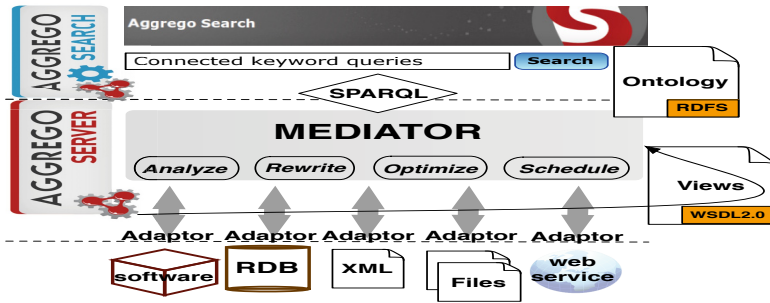 AGGREGO SEARCH
Aggrego Search
Connected keyword queries
Search
SPARQL
Ontology
RDFS
AGGREGO SERVER
MEDIATOR
Analyze
Rewrite
Optimize
Schedule
Views
WSDL2.0
Adaptor
Adaptor
Adaptor
Adaptor
Adaptor
software
RDB
XML
Files
web
service